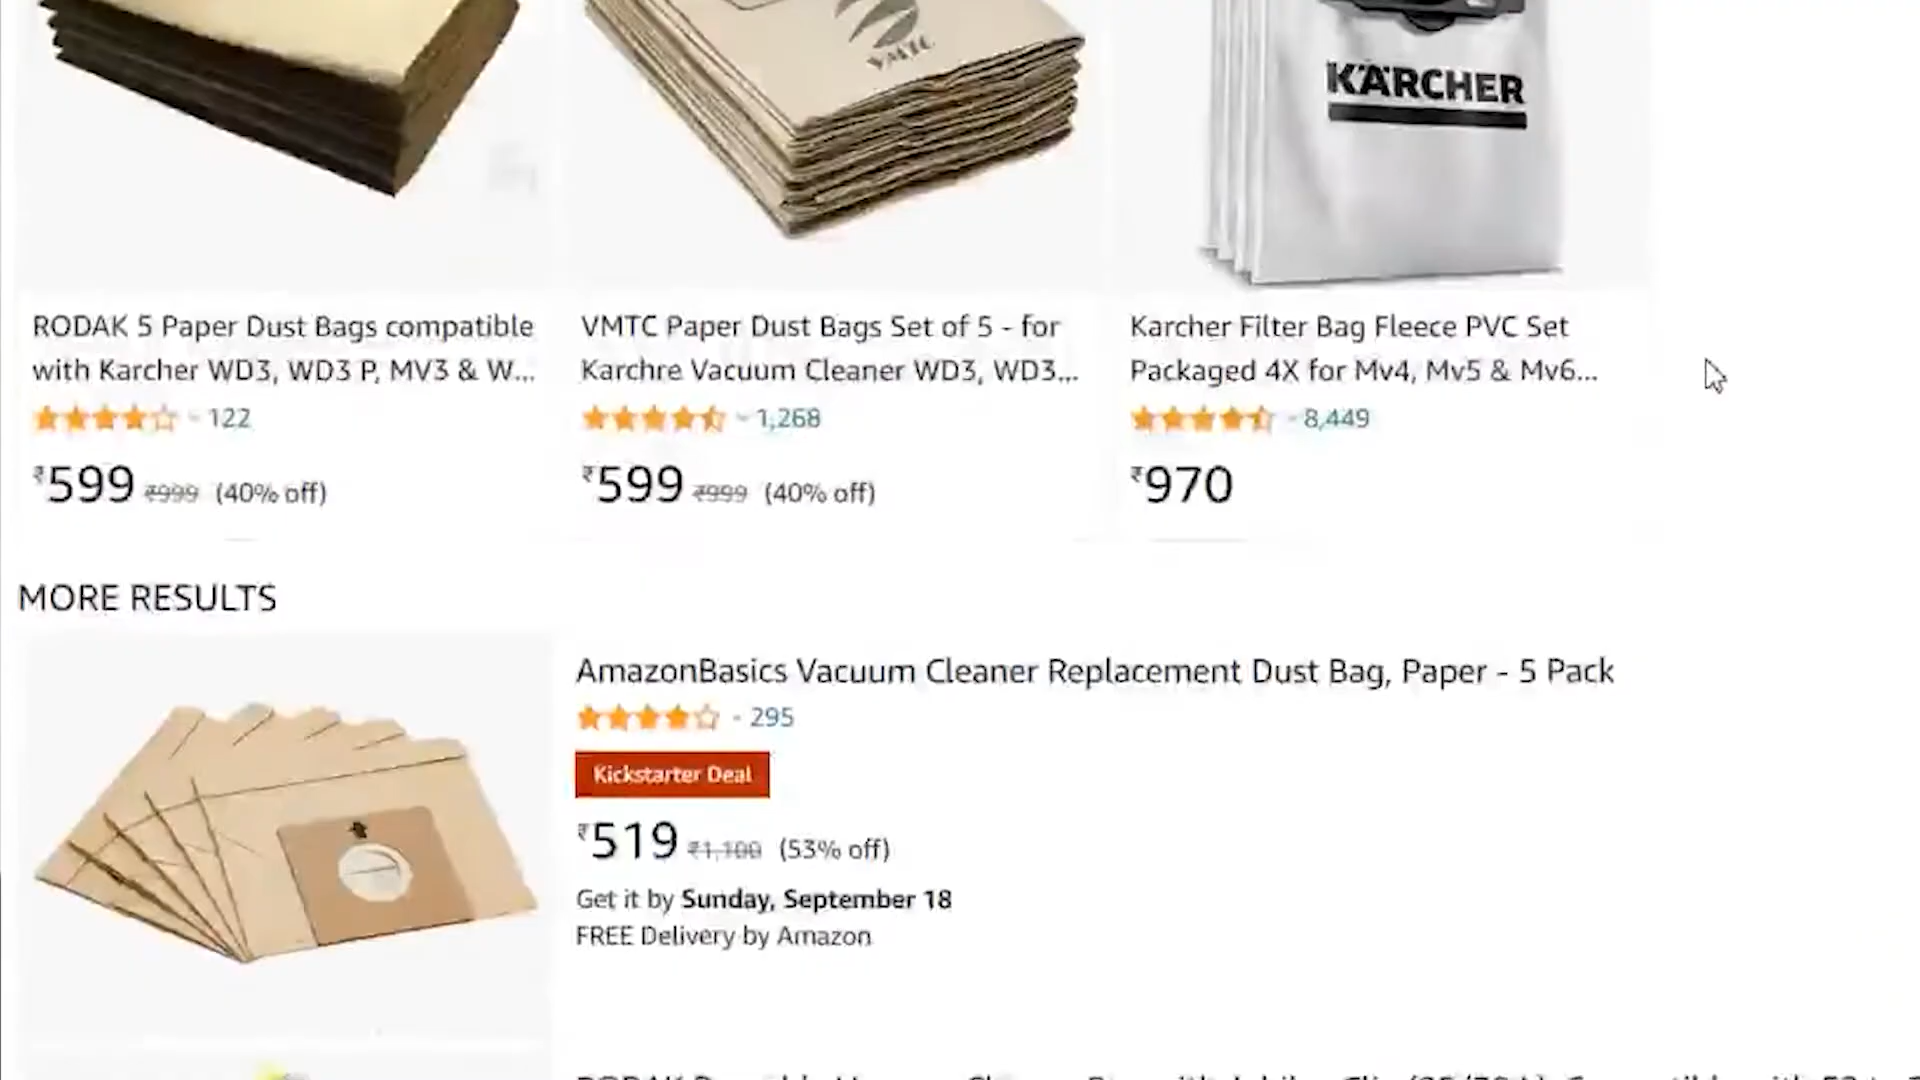 VMTC
KÄRCHER
RODAK 5 Paper Dust Bags compatible
with Karcher WD3, WD3 P, MV3 & W...
122
₹599 ₹999 (40% off)
VMTC Paper Dust Bags Set of 5 - for
Karchre Vacuum Cleaner WD3, WD3...
1,268
₹599 ₹999 (40% off)
Karcher Filter Bag Fleece PVC Set
Packaged 4X for Mv4, Mv5 & Mv6...
8,449
₹970
MORE RESULTS
AmazonBasics Vacuum Cleaner Replacement Dust Bag, Paper - 5 Pack
295
Kickstarter Deal
₹519 ₹1,100 (53% off)
Get it by Sunday, September 18
FREE Delivery by Amazon